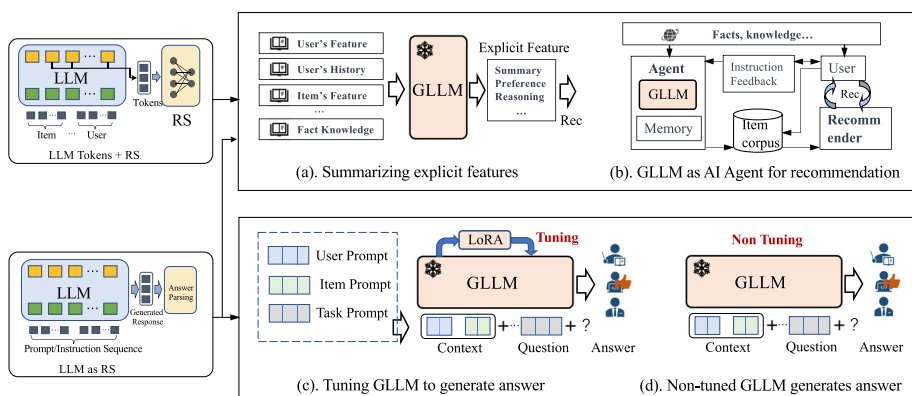 LLM
...
Tokens
RS
Item
...
User
LLM Tokens + RS
LLM
...
Generated
Response
Answer
Parsing
Prompt/Instruction Sequence
LLM as RS
User's Feature
User's History
Item's Feature
...
Fact Knowledge
GLLM
Explicit Feature
Summary
Preference
Reasoning
...
Rec
(a). Summarizing explicit features
Facts, knowledge…
Agent
GLLM
Memory
Instruction
Feedback
User
Rec
Item
corpus
Recomm
ender
(b). GLLM as AI Agent for recommendation
User Prompt
Item Prompt
Task Prompt
LoRA
Tuning
GLLM
+ ... + ?
Context
Question
Answer
(c). Tuning GLLM to generate answer
Non Tuning
GLLM
+ ... + ?
Context
Question
Answer
(d). Non-tuned GLLM generates answer